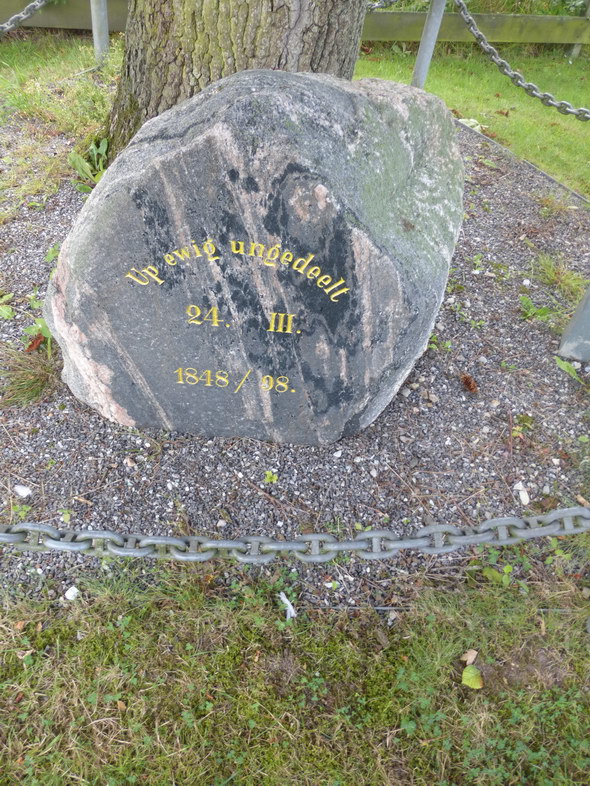 Up ewig ungedeelt
24. III.
1848/98.